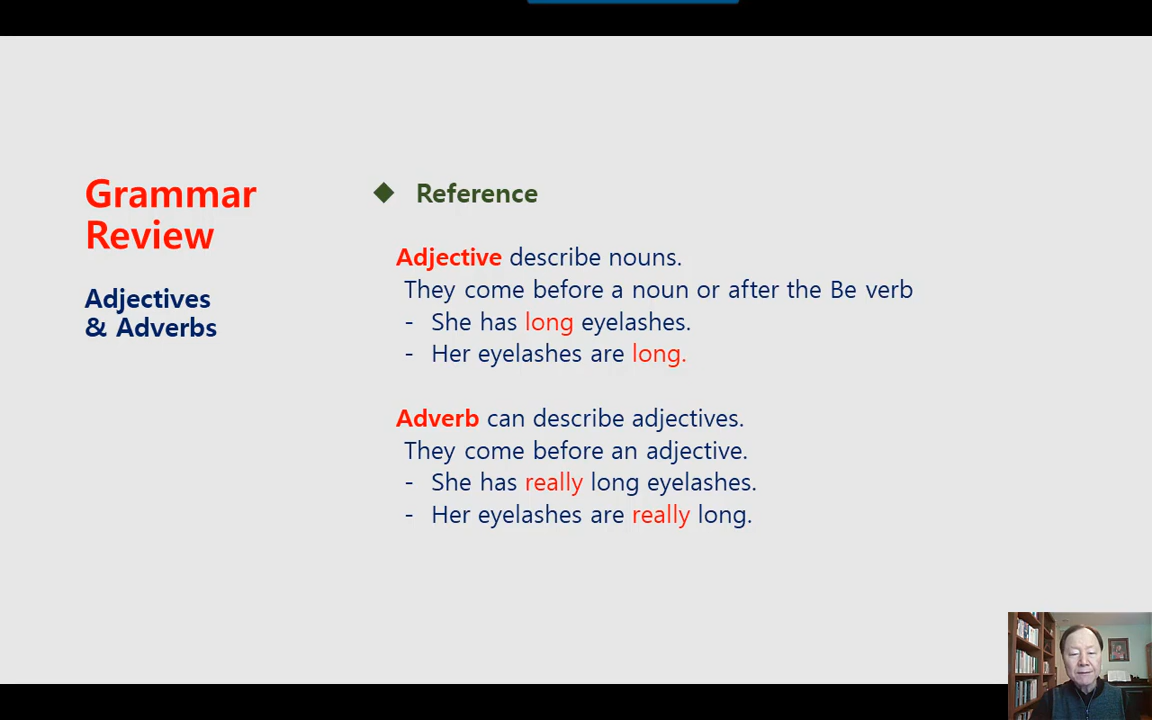 Grammar
Review
Adjectives
& Adverbs
◆ Reference
Adjective describe nouns.
They come before a noun or after the Be verb
- She has long eyelashes.
- Her eyelashes are long.
Adverb can describe adjectives.
They come before an adjective.
- She has really long eyelashes.
- Her eyelashes are really long.